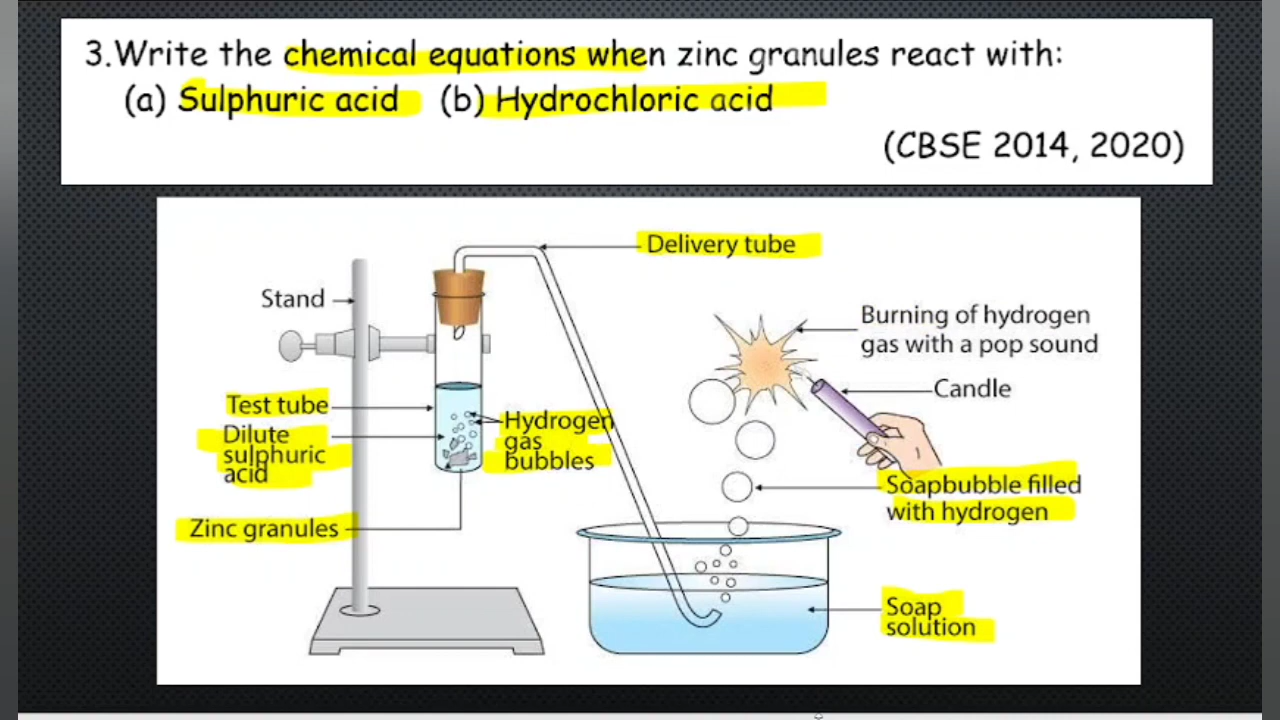 3.Write the chemical equations when zinc granules react with:
(a) Sulphuric acid (b) Hydrochloric acid
(CBSE 2014, 2020)
Delivery tube
Stand
Burning of hydrogen
gas with a pop sound
Candle
Test tube
Dilute
sulphuric
acid
Hydrogen
gas
bubbles
Soapbubble filled
with hydrogen
Zinc granules
Soap
solution